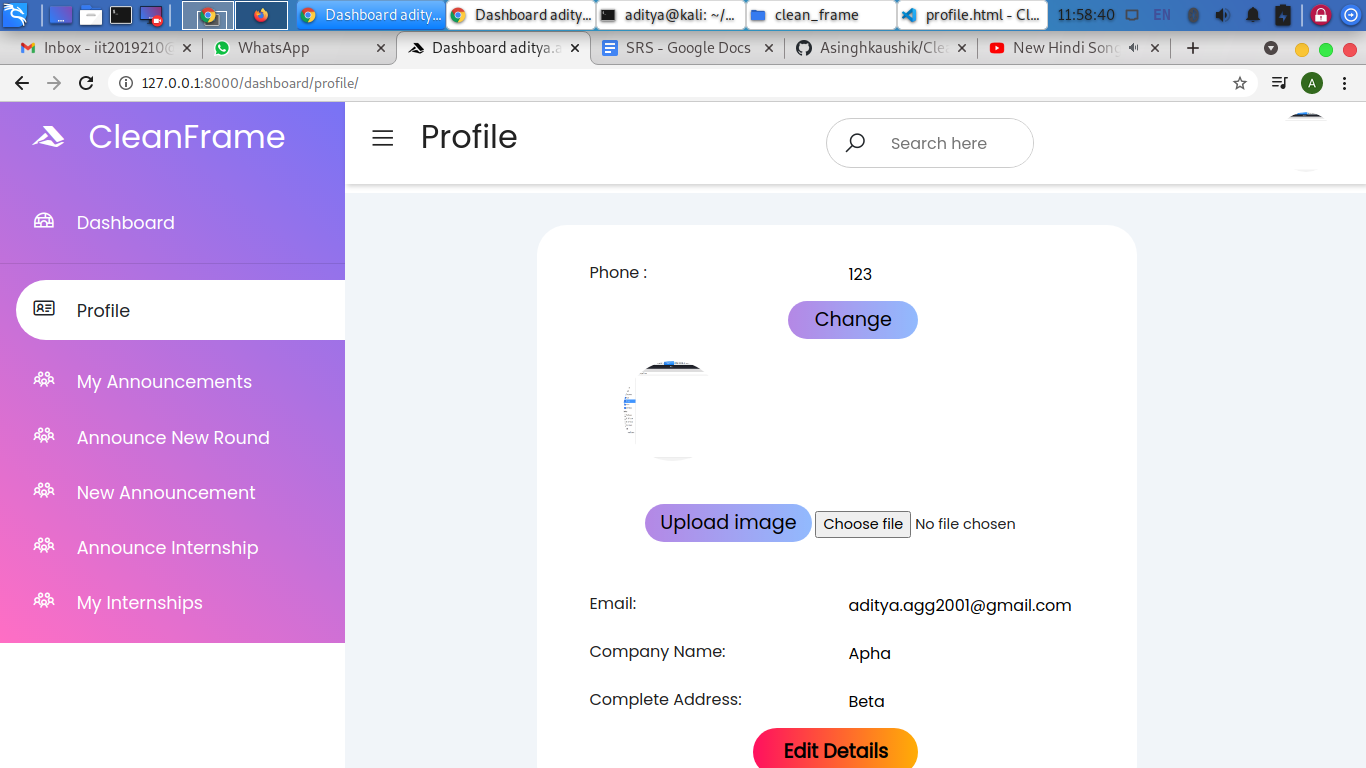 Dashboard adity...
Dashboard adity...
aditya@kali: ~/...
clean_frame
profile.html - Cl...
11:58:40
EN
Inbox - iit2019210@
WhatsApp
Dashboard aditya.a
SRS - Google Docs
Asinghkaushik/Cle
New Hindi Song
127.0.0.1:8000/dashboard/profile/
A
CleanFrame
Profile
Search here
Dashboard
Profile
My Announcements
Announce New Round
New Announcement
Announce Internship
My Internships
Phone :
123
Change
Upload image
Choose file
No file chosen
Email:
aditya.agg2001@gmail.com
Company Name:
Apha
Complete Address:
Beta
Edit Details